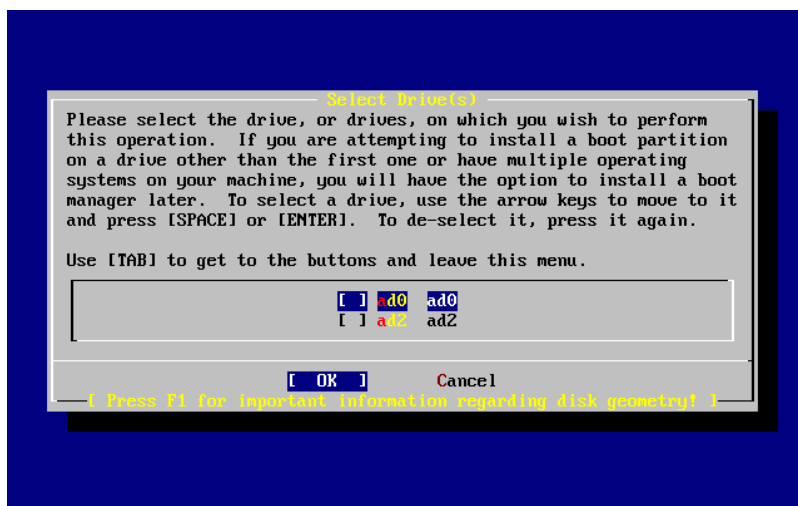 Select Drive(s)
Please select the drive, or drives, on which you wish to perform
this operation.  If you are attempting to install a boot partition
on a drive other than the first one or have multiple operating
systems on your machine, you will have the option to install a boot
manager later.  To select a drive, use the arrow keys to move to it
and press [SPACE] or [ENTER].  To de-select it, press it again.
Use [TAB] to get to the buttons and leave this menu.
[ ] ad0  ad0
[ ] ad2  ad2
[  OK  ]  Cancel
[ Press F1 for important information regarding disk geometry! ]